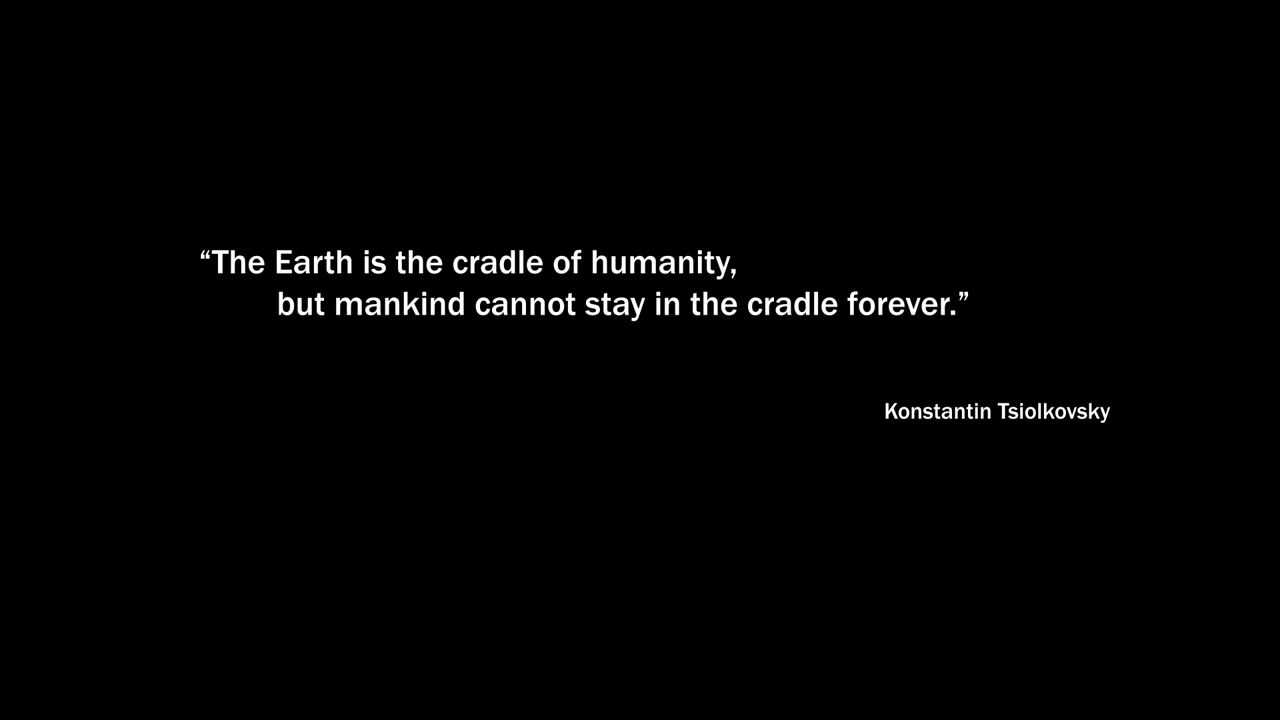 “The Earth is the cradle of humanity,
but mankind cannot stay in the cradle forever.”
Konstantin Tsiolkovsky